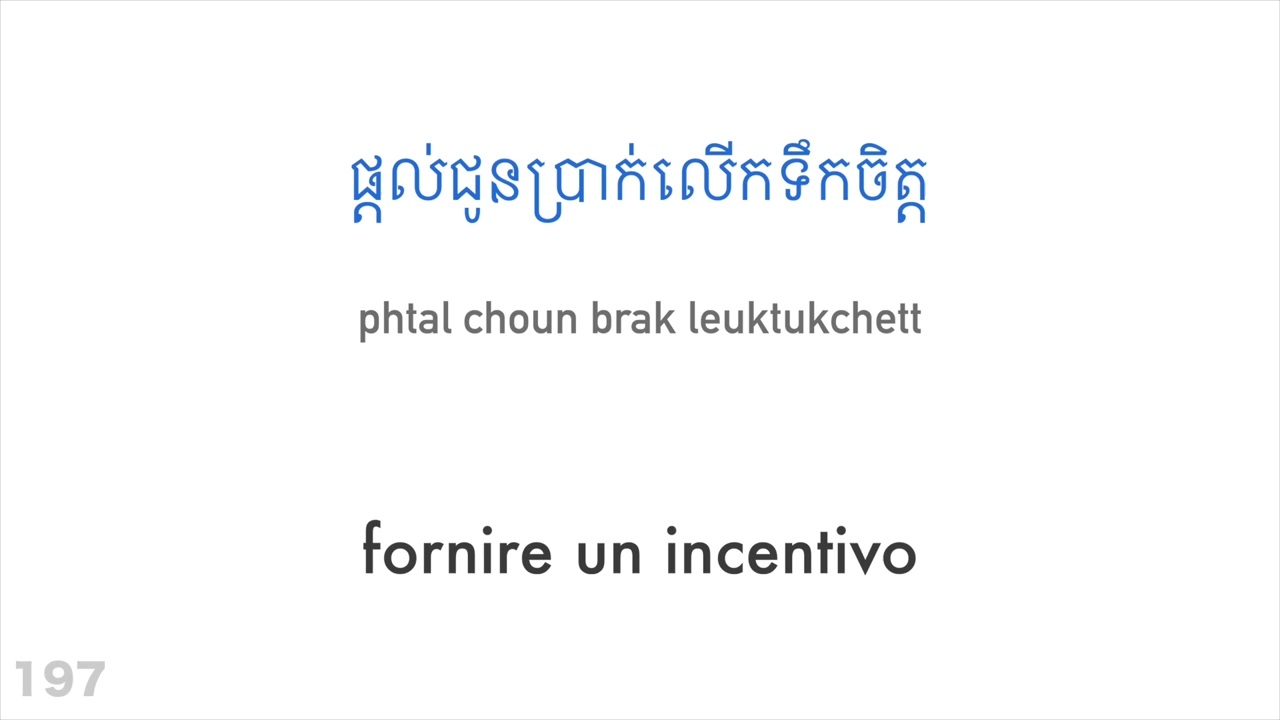 ផ្តល់ជូនប្រាក់លើកទឹកចិត្ត
phtal choun brak leuktukchett
fornire un incentivo
197